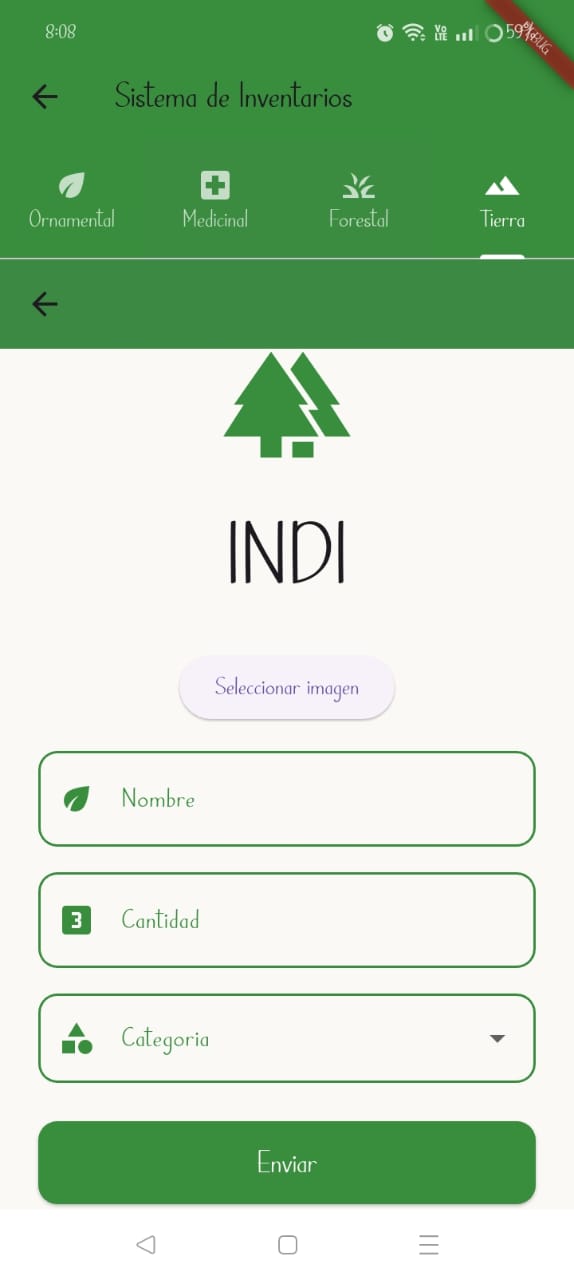 8:08
Vo
LTE
59%
DEBUG
Sistema de Inventarios
Ornamental
Medicinal
Forestal
Tierra
INDI
Seleccionar imagen
Nombre
3
Cantidad
Categoria
Enviar